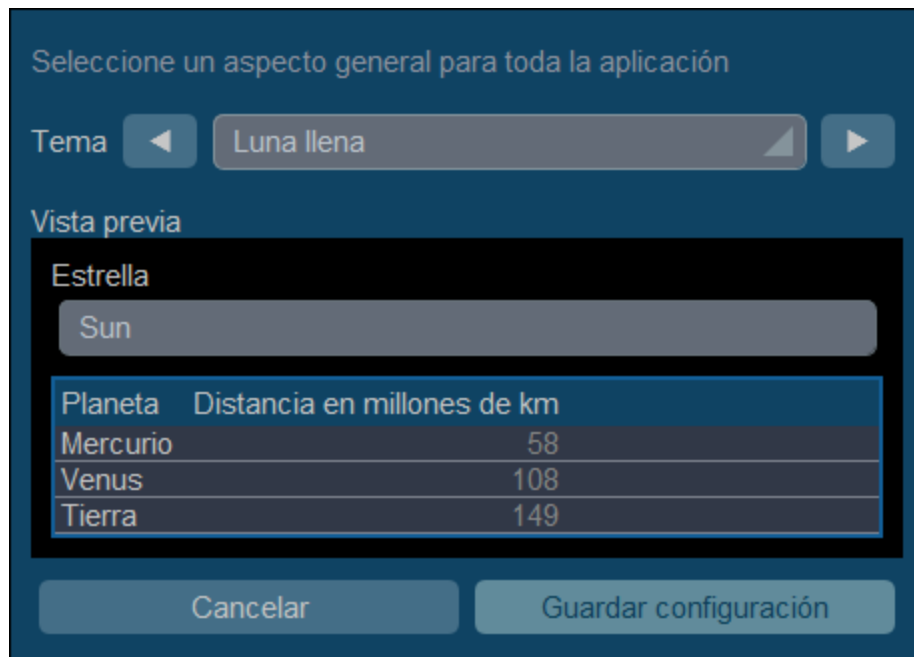 Seleccione un aspecto general para toda la aplicación
Tema Luna llena
Vista previa
Estrella
Sun
Planeta Distancia en millones de km
Mercurio 58
Venus 108
Tierra 149
Cancelar Guardar configuración